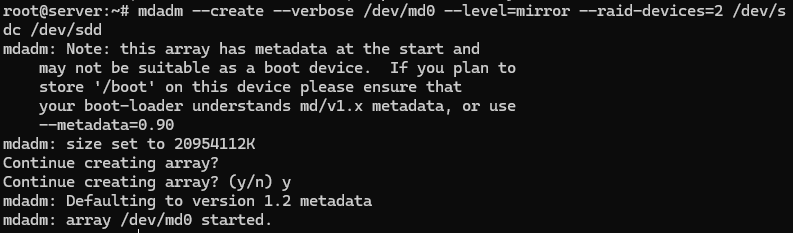 root@server:~# mdadm --create --verbose /dev/md0 --level=mirror --raid-devices=2 /dev/s
dc /dev/sdd
mdadm: Note: this array has metadata at the start and
    may not be suitable as a boot device.  If you plan to
    store '/boot' on this device please ensure that
    your boot-loader understands md/v1.x metadata, or use
    --metadata=0.90
mdadm: size set to 20954112K
Continue creating array?
Continue creating array? (y/n) y
mdadm: Defaulting to version 1.2 metadata
mdadm: array /dev/md0 started.